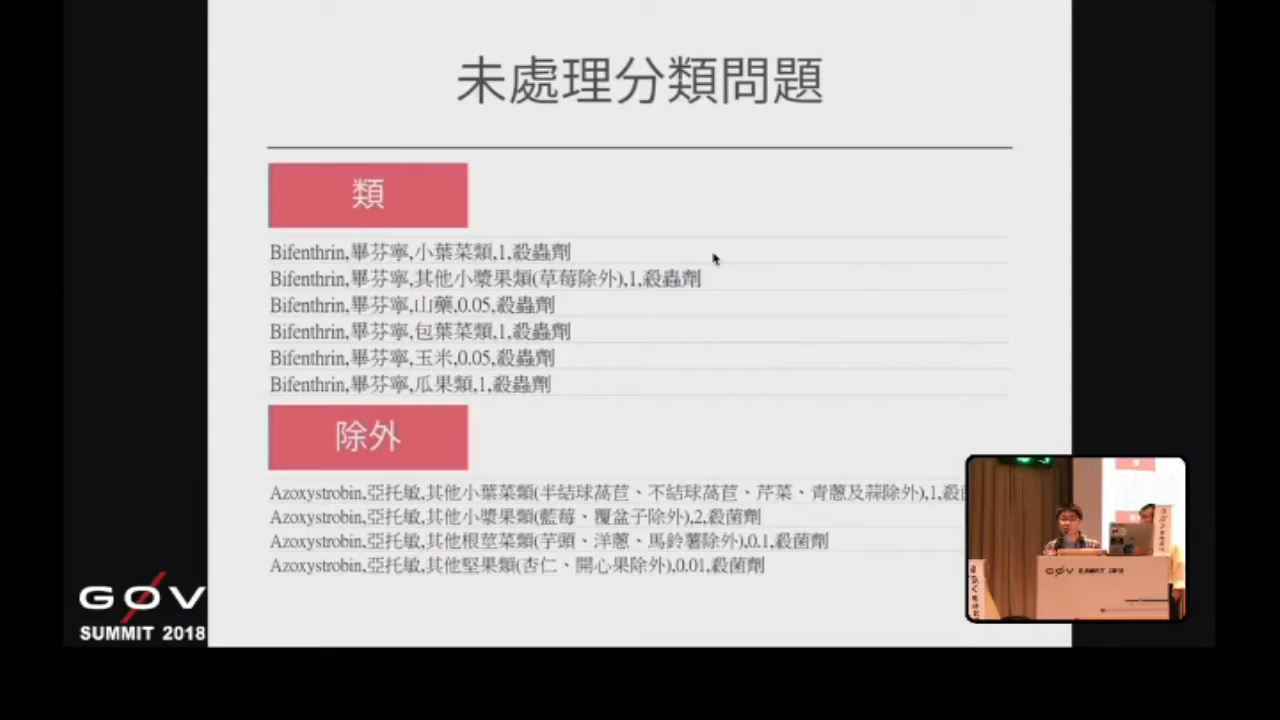 未處理分類問題
類
Bifenthrin,畢芬寧,小葉菜類,1,殺蟲劑
Bifenthrin,畢芬寧,其他小漿果類(草莓除外),1,殺蟲劑
Bifenthrin,畢芬寧,山藥,0.05,殺蟲劑
Bifenthrin,畢芬寧,包葉菜類,1,殺蟲劑
Bifenthrin,畢芬寧,玉米,0.05,殺蟲劑
Bifenthrin,畢芬寧,瓜果類,1,殺蟲劑
除外
Azoxystrobin,亞托敏,其他小葉菜類(半結球萵苣、不結球萵苣、芹菜、青蔥及蒜除外),1,殺
Azoxystrobin,亞托敏,其他小漿果類(藍莓、覆盆子除外),2,殺菌劑
Azoxystrobin,亞托敏,其他根莖菜類(芋頭、洋蔥、馬鈴薯除外),0.1,殺菌劑
Azoxystrobin,亞托敏,其他堅果類(杏仁、開心果除外),0.01,殺菌劑
GØV
SUMMIT 2018
GØV SUMMIT 2018